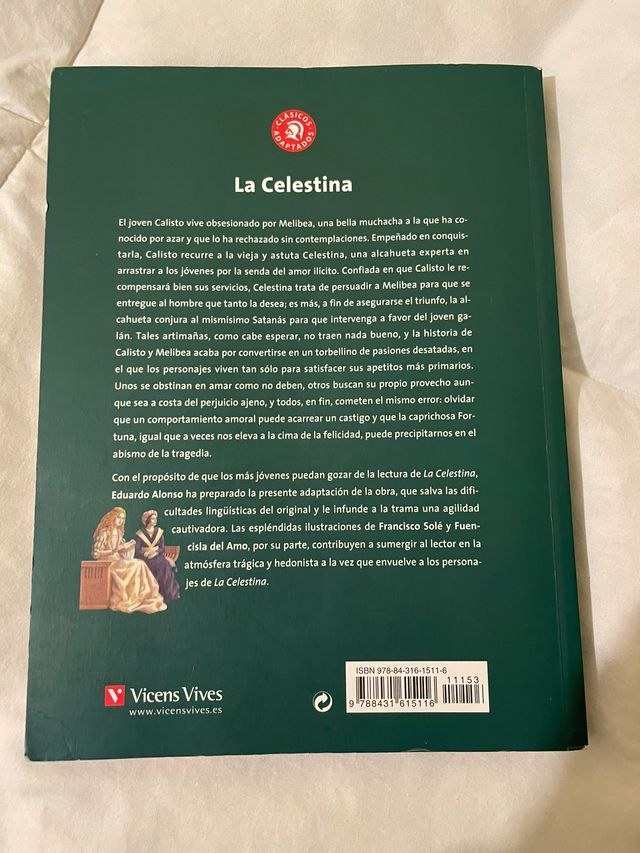 CLÁSICOS
ADAPTADOS
La Celestina
El joven Calisto vive obsesionado por Melibea, una bella muchacha a la que ha co-
nocido por azar y que lo ha rechazado sin contemplaciones. Empeñado en conquis-
tarla, Calisto recurre a la vieja y astuta Celestina, una alcahueta experta en
arrastrar a los jóvenes por la senda del amor ilícito. Confiada en que Calisto le re-
compensará bien sus servicios, Celestina trata de persuadir a Melibea para que se
entregue al hombre que tanto la desea; es más, a fin de asegurarse el triunfo, la al-
cahueta conjura al mismísimo Satanás para que intervenga a favor del joven ga-
lán. Tales artimañas, como cabe esperar, no traen nada bueno, y la historia de
Calisto y Melibea acaba por convertirse en un torbellino de pasiones desatadas, en
el que los personajes viven tan sólo para satisfacer sus apetitos más primarios.
Unos se obstinan en amar como no deben, otros buscan su propio provecho aun-
que sea a costa del perjuicio ajeno, y todos, en fin, cometen el mismo error: olvidar
que un comportamiento amoral puede acarrear un castigo y que la caprichosa For-
tuna, igual que a veces nos eleva a la cima de la felicidad, puede precipitarnos en el
abismo de la tragedia.
Con el propósito de que los más jóvenes puedan gozar de la lectura de La Celestina,
Eduardo Alonso ha preparado la presente adaptación de la obra, que salva las difi-
cultades lingüísticas del original y le infunde a la trama una agilidad
cautivadora. Las espléndidas ilustraciones de Francisco Solé y Fuen-
cisla del Amo, por su parte, contribuyen a sumergir al lector en la
atmósfera trágica y hedonista a la vez que envuelve a los persona-
jes de La Celestina.
ISBN 978-84-316-1511-6
11153
9 788431 615116
Vicens Vives
www.vicensvives.es